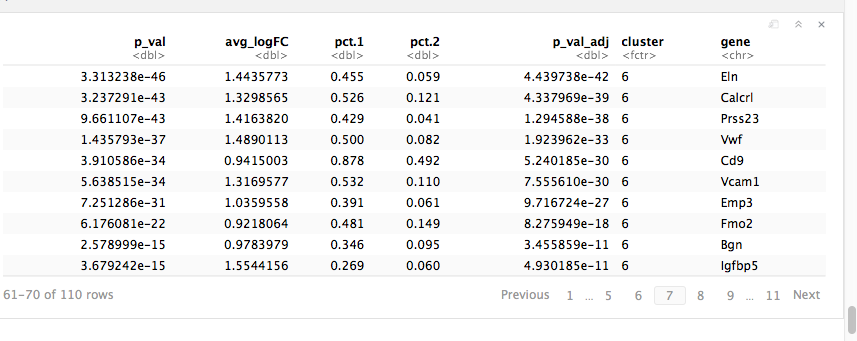 p_val avg_logFC pct.1 pct.2 p_val_adj cluster gene
<dbl> <dbl> <dbl> <dbl> <dbl> <fctr> <chr>
3.313238e-46 1.4435773 0.455 0.059 4.439738e-42 6 Eln
3.237291e-43 1.3298565 0.526 0.121 4.337969e-39 6 Calcrl
9.661107e-43 1.4163820 0.429 0.041 1.294588e-38 6 Prss23
1.435793e-37 1.4890113 0.500 0.082 1.923962e-33 6 Vwf
3.910586e-34 0.9415003 0.878 0.492 5.240185e-30 6 Cd9
5.638515e-34 1.3169577 0.532 0.110 7.555610e-30 6 Vcam1
7.251286e-31 1.0359558 0.391 0.061 9.716724e-27 6 Emp3
6.176081e-22 0.9218064 0.481 0.149 8.275949e-18 6 Fmo2
2.578999e-15 0.9783979 0.346 0.095 3.455859e-11 6 Bgn
3.679242e-15 1.5544156 0.269 0.060 4.930185e-11 6 Igfbp5
61-70 of 110 rows Previous 1 ... 5 6 7 8 9 ... 11 Next